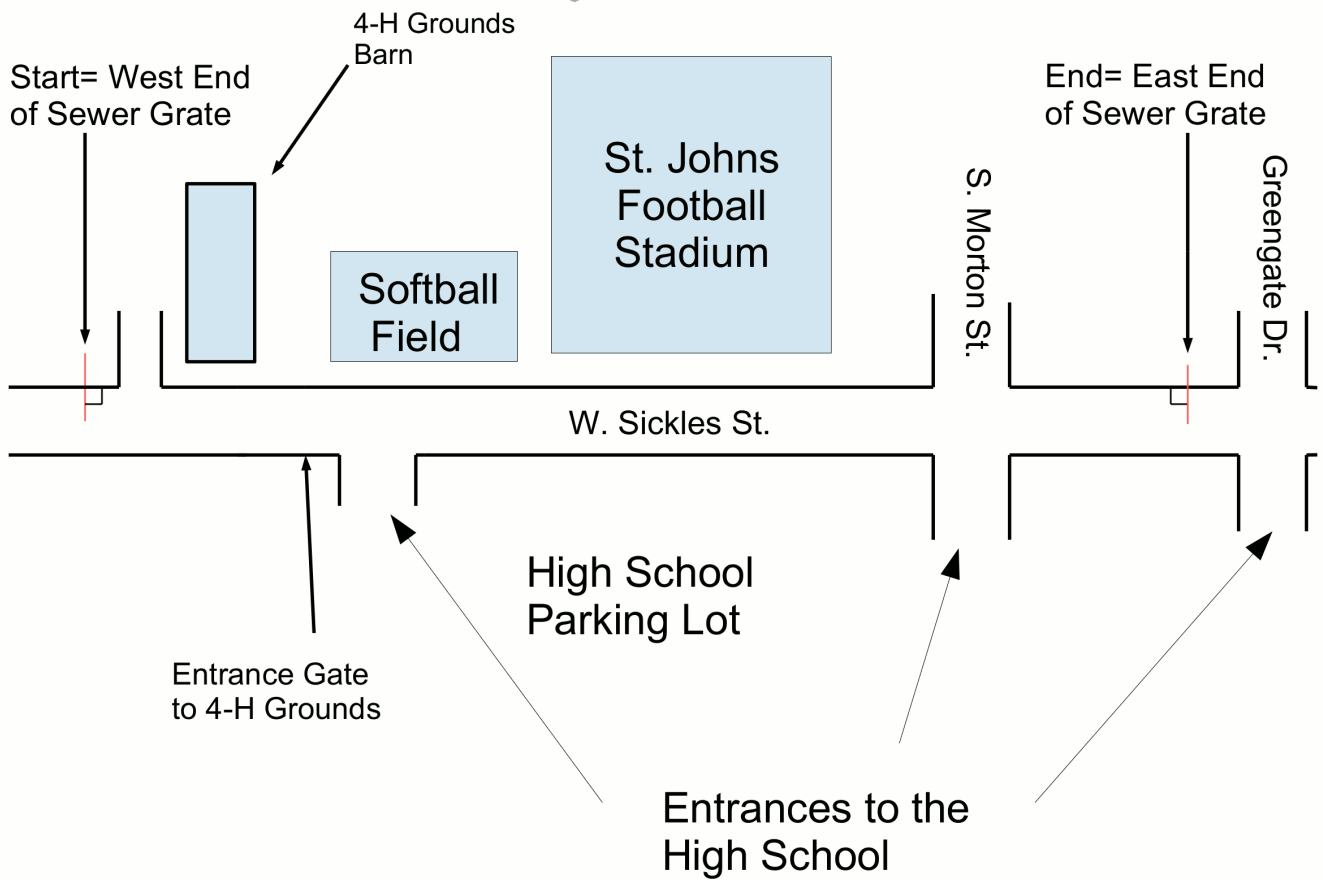 4-H Grounds
Barn
Start= West End
of Sewer Grate
End= East End
of Sewer Grate
St. Johns
Football
Stadium
S. Morton St.
Greengate Dr.
Softball
Field
W. Sickles St.
High School
Parking Lot
Entrance Gate
to 4-H Grounds
Entrances to the
High School